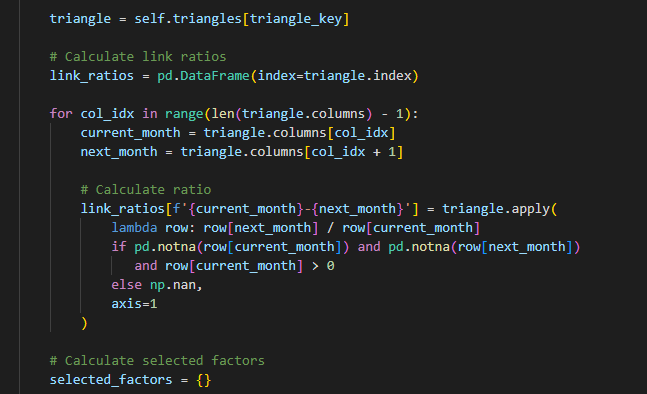 triangle = self.triangles[triangle_key]
# Calculate link ratios
link_ratios = pd.DataFrame(index=triangle.index)
for col_idx in range(len(triangle.columns) - 1):
current_month = triangle.columns[col_idx]
next_month = triangle.columns[col_idx + 1]
# Calculate ratio
link_ratios[f'{current_month}-{next_month}'] = triangle.apply(
lambda row: row[next_month] / row[current_month]
if pd.notna(row[current_month]) and pd.notna(row[next_month])
and row[current_month] > 0
else np.nan,
axis=1
)
# Calculate selected factors
selected_factors = {}